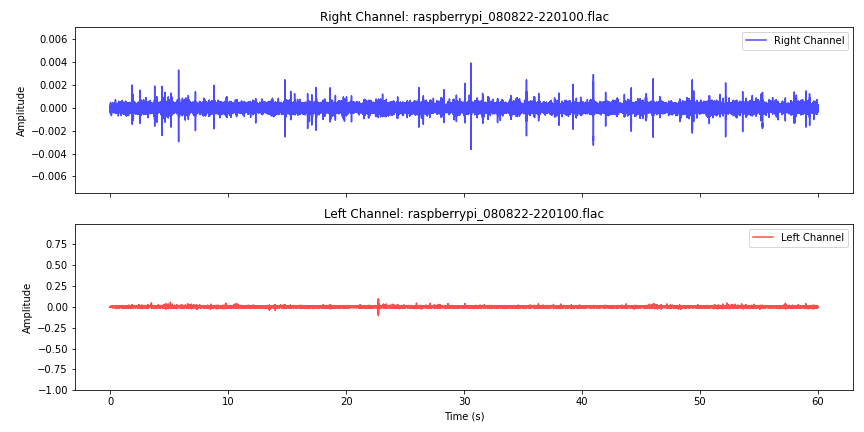 Right Channel: raspberrypi_080822-220100.flac
Right Channel
Amplitude
0.006
0.004
0.002
0.000
−0.002
−0.004
−0.006
Left Channel: raspberrypi_080822-220100.flac
Left Channel
Amplitude
0.75
0.50
0.25
0.00
−0.25
−0.50
−0.75
−1.00
0 10 20 30 40 50 60
Time (s)